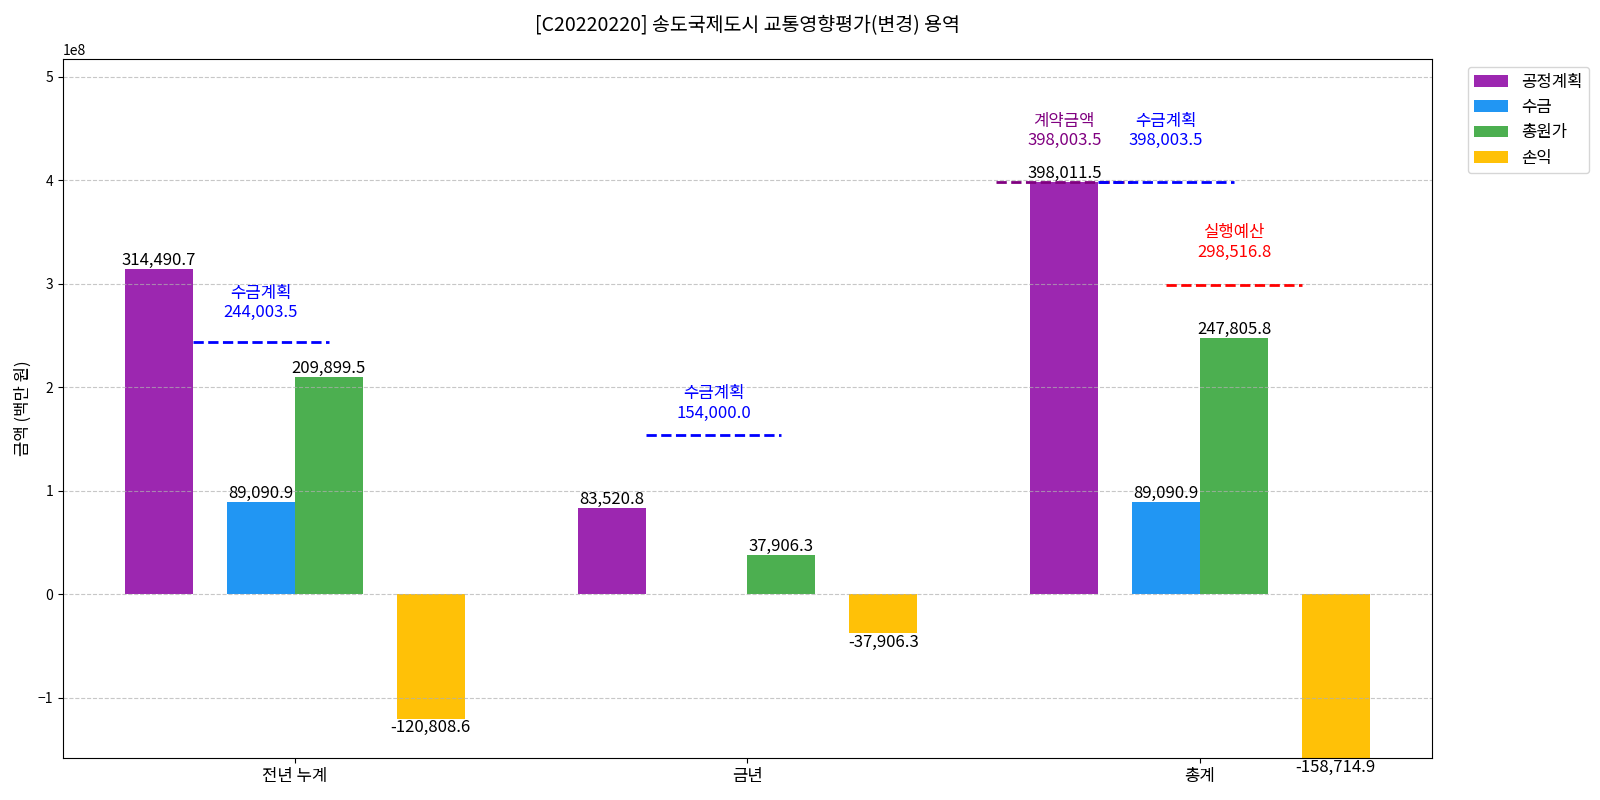 [C20220220] 송도국제도시 교통영향평가(변경) 용역
1e8
금액 (백만 원)
5
4
3
2
1
0
−1
314,490.7
수금계획
244,003.5
209,899.5
89,090.9
-120,808.6
수금계획
154,000.0
83,520.8
37,906.3
-37,906.3
계약금액
398,003.5
수금계획
398,003.5
398,011.5
실행예산
298,516.8
247,805.8
89,090.9
-158,714.9
전년 누계
금년
총계
공정계획
수금
총원가
손익